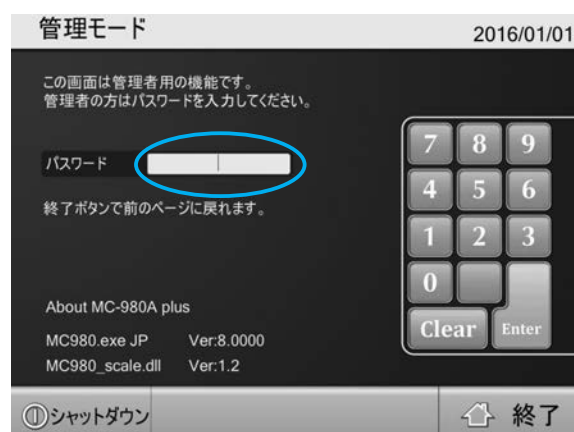 管理モード
2016/01/01
この画面は管理者用の機能です。
管理者の方はパスワードを入力してください。
パスワード
終了ボタンで前のページに戻れます。
7 8 9
4 5 6
1 2 3
0
Clear Enter
About MC-980A plus
MC980.exe JP Ver:8.0000
MC980_scale.dll Ver:1.2
シャットダウン
終了